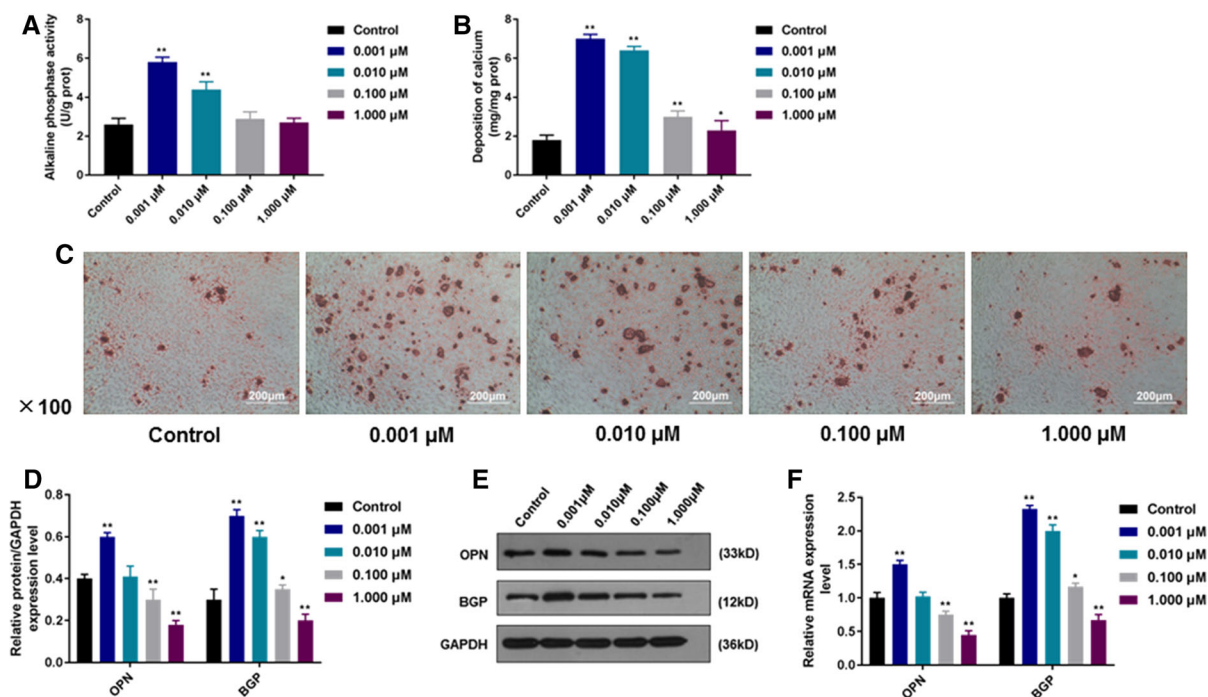 A
Alkaline phosphase activity
(U/g prot)
8
6
4
2
0
**
**
Control
0.001 μM
0.010 μM
0.100 μM
1.000 μM
Control
0.001 μM
0.010 μM
0.100 μM
1.000 μM
B
Deposition of calcium
(mg/mg prot)
8
6
4
2
0
**
**
**
*
Control
0.001 μM
0.010 μM
0.100 μM
1.000 μM
Control
0.001 μM
0.010 μM
0.100 μM
1.000 μM
C
×100
200μm
200μm
200μm
200μm
200μm
Control
0.001 μM
0.010 μM
0.100 μM
1.000 μM
D
Relative protein/GAPDH
expression level
0.8
0.6
0.4
0.2
0.0
**
**
**
**
**
*
**
OPN
BGP
Control
0.001 μM
0.010 μM
0.100 μM
1.000 μM
E
Control
0.001μM
0.010μM
0.100μM
1.000μM
OPN
(33kD)
BGP
(12kD)
GAPDH
(36kD)
F
Relative mRNA expression
level
2.5
2.0
1.5
1.0
0.5
0.0
**
**
**
**
**
*
**
OPN
BGP
Control
0.001 μM
0.010 μM
0.100 μM
1.000 μM